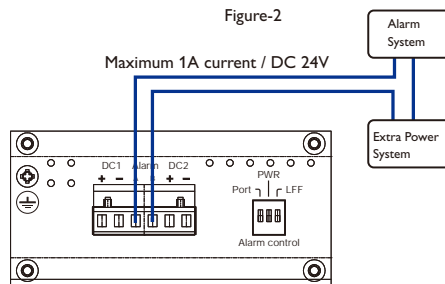 Figure-2
Alarm
System
Maximum 1A current / DC 24V
Extra Power
System
DC1 Alarm DC2
+ − + −
PWR
Port LFF
Alarm control